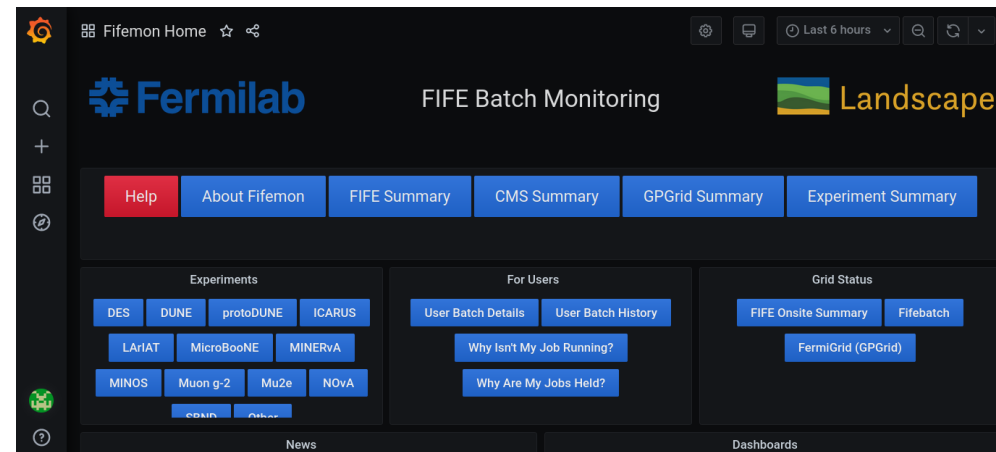 Fifemon Home
Last 6 hours
Fermilab
FIFE Batch Monitoring
Landscape
Help
About Fifemon
FIFE Summary
CMS Summary
GPGrid Summary
Experiment Summary
Experiments
DES
DUNE
protoDUNE
ICARUS
LArIAT
MicroBooNE
MINERvA
MINOS
Muon g-2
Mu2e
NOvA
SBND
Other
For Users
User Batch Details
User Batch History
Why Isn't My Job Running?
Why Are My Jobs Held?
Grid Status
FIFE Onsite Summary
Fifebatch
FermiGrid (GPGrid)
News
Dashboards